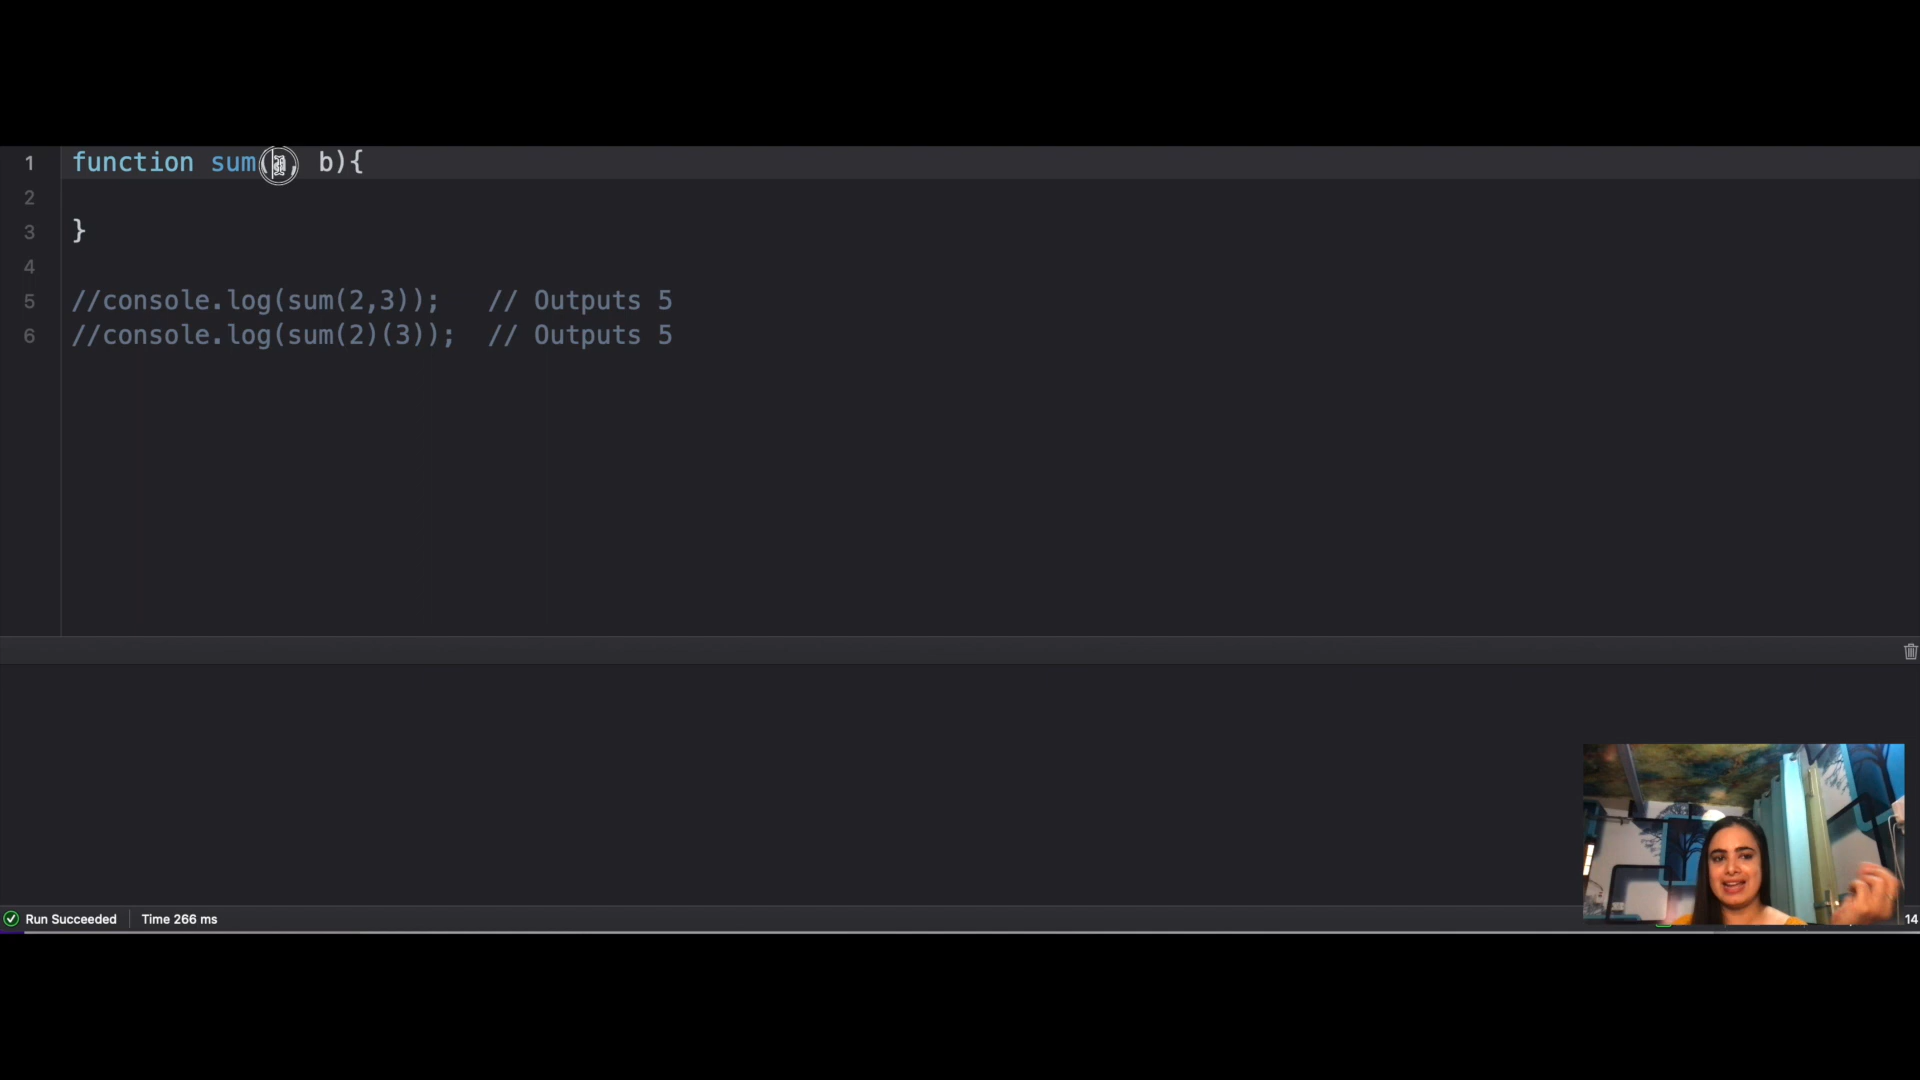 1 function sum(a, b){
2
3 }
4
5 //console.log(sum(2,3));   // Outputs 5
6 //console.log(sum(2)(3));  // Outputs 5
Run Succeeded Time 266 ms 14